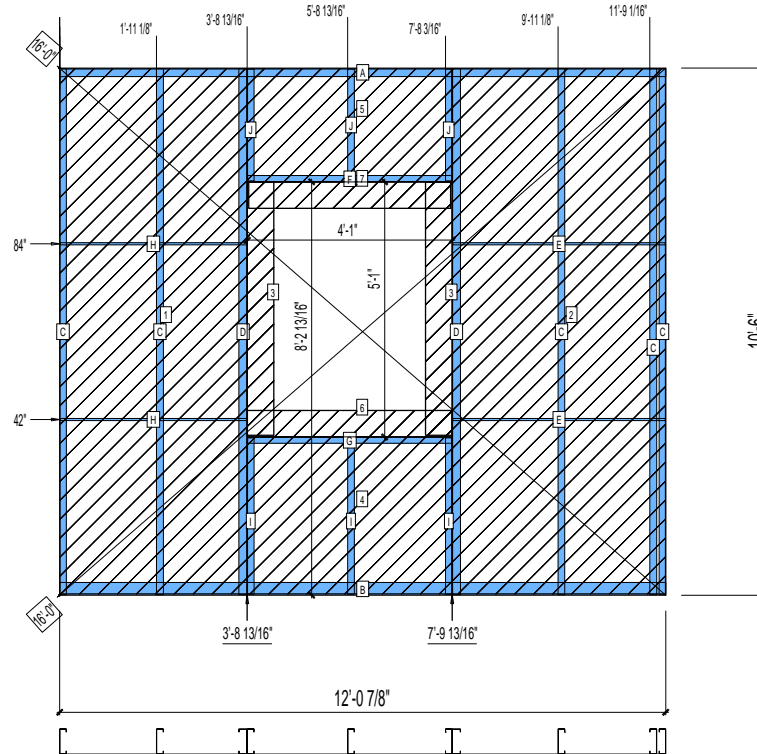 5'-8 13/16"
3'-8 13/16"
9'-11 1/8"
11'-9 1/8"
1'-11 1/8"
7'-8 3/16"
16'-0"
A
5
J
J
J
F
7
4'-1"
84"
H
E
5'-1"
3
3
8'-2 13/16"
1
2
C
C
D
D
C
C
C
10'-6"
6
42"
H
E
G
4
I
I
I
B
16'-0"
3'-8 13/16"
7'-9 13/16"
12'-0 7/8"